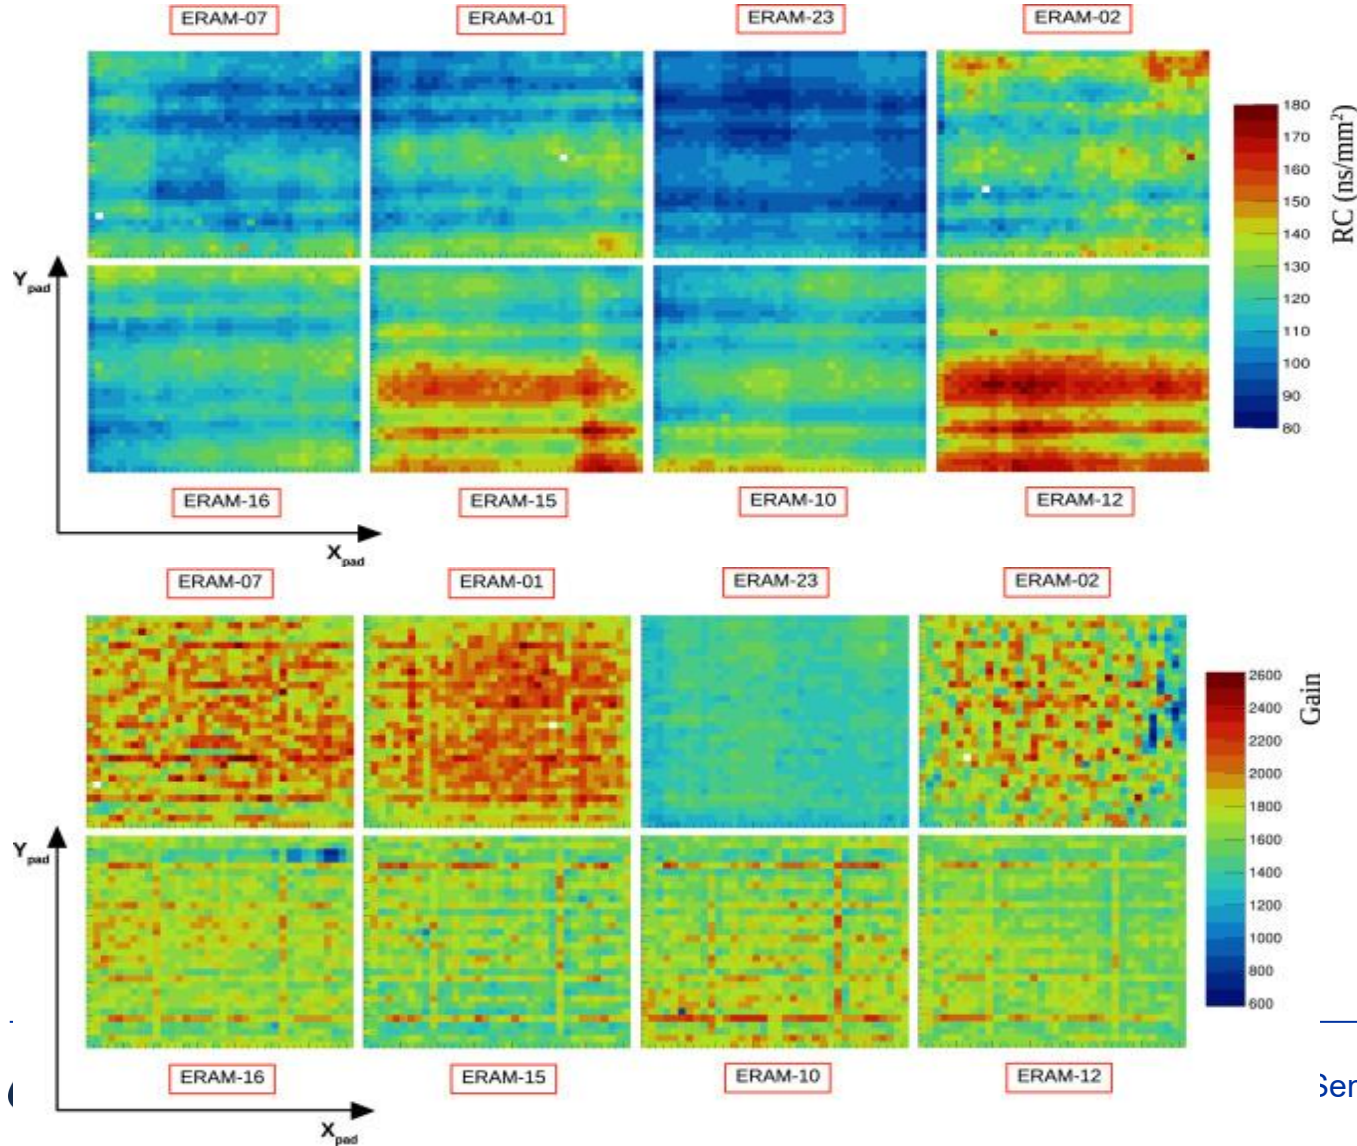 ERAM-07 ERAM-01 ERAM-23 ERAM-02
180
170
160
150
140
130
120
110
100
90
80
RC (ns/mm²)
Ypad
ERAM-16 ERAM-15 ERAM-10 ERAM-12
Xpad
ERAM-07 ERAM-01 ERAM-23 ERAM-02
2600
2400
2200
2000
1800
1600
1400
1200
1000
800
600
Gain
Ypad
ERAM-16 ERAM-15 ERAM-10 ERAM-12
Xpad